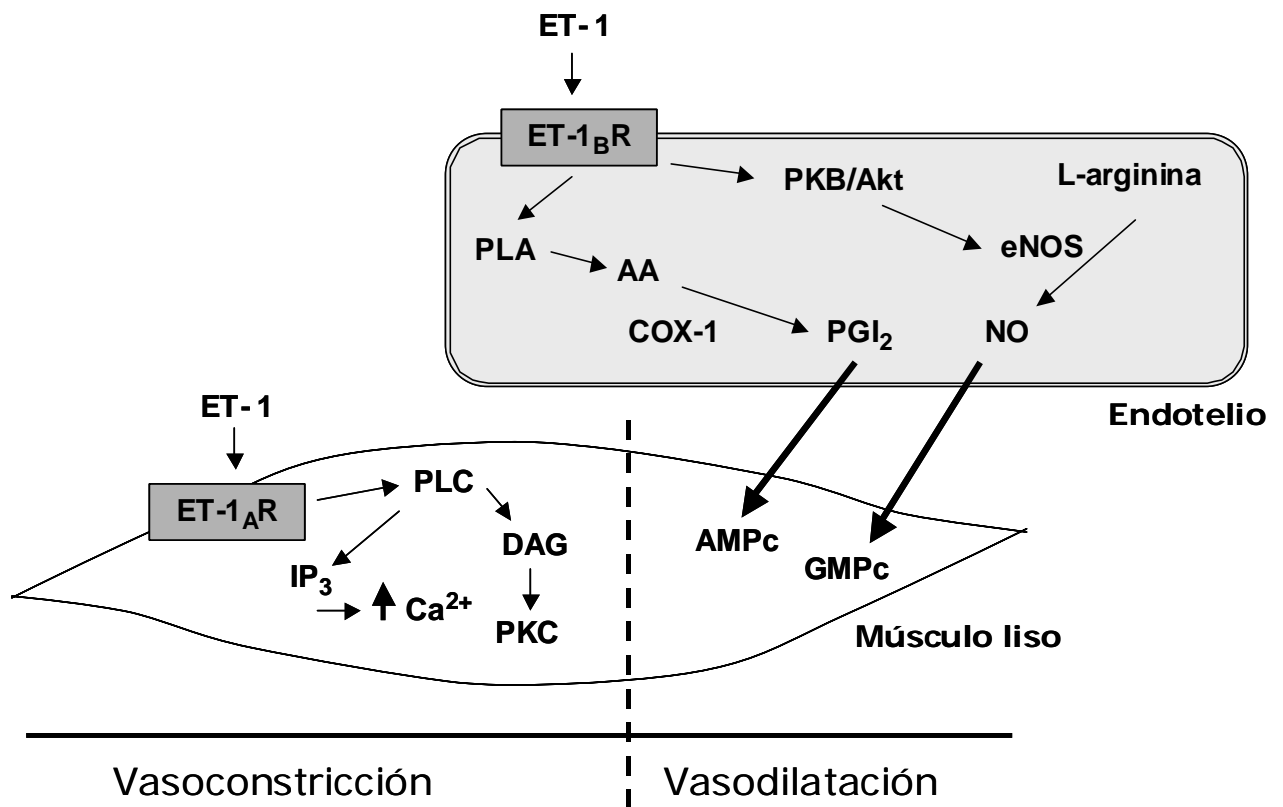 ET-1
ET-1BR
PKB/Akt
L-arginina
PLA
AA
eNOS
COX-1
PGI2
NO
Endotelio
ET-1
ET-1AR
PLC
DAG
IP3
Ca2+
PKC
AMPc
GMPc
Músculo liso
Vasoconstricción
Vasodilatación